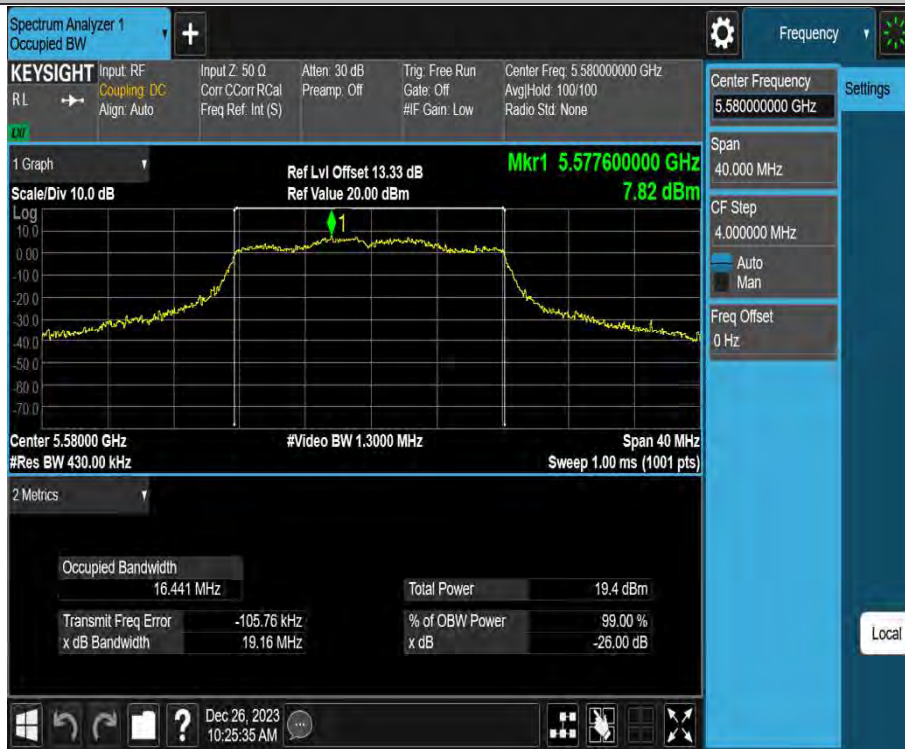 Spectrum Analyzer 1
Occupied BW
+
Frequency
KEYSIGHT
RL
LXI
Input: RF
Coupling: DC
Align: Auto
Input Z: 50 Ω
Corr CCorr RCal
Freq Ref: Int (S)
Atten: 30 dB
Preamp: Off
Trig: Free Run
Gate: Off
#IF Gain: Low
Center Freq: 5.580000000 GHz
Avg|Hold: 100/100
Radio Std: None
Center Frequency
5.580000000 GHz
Settings
Span
40.000 MHz
CF Step
4.000000 MHz
Auto
Man
Freq Offset
0 Hz
1 Graph
Scale/Div 10.0 dB
Ref Lvl Offset 13.33 dB
Ref Value 20.00 dBm
Mkr1 5.577600000 GHz
7.82 dBm
Log
1
10.0
0.00
-10.0
-20.0
-30.0
-40.0
-50.0
-60.0
-70.0
Center 5.58000 GHz
#Video BW 1.3000 MHz
Span 40 MHz
#Res BW 430.00 kHz
Sweep 1.00 ms (1001 pts)
2 Metrics
Occupied Bandwidth
16.441 MHz
Total Power 19.4 dBm
Transmit Freq Error -105.76 kHz
% of OBW Power 99.00 %
x dB Bandwidth 19.16 MHz
x dB -26.00 dB
Local
?
Dec 26, 2023
10:25:35 AM